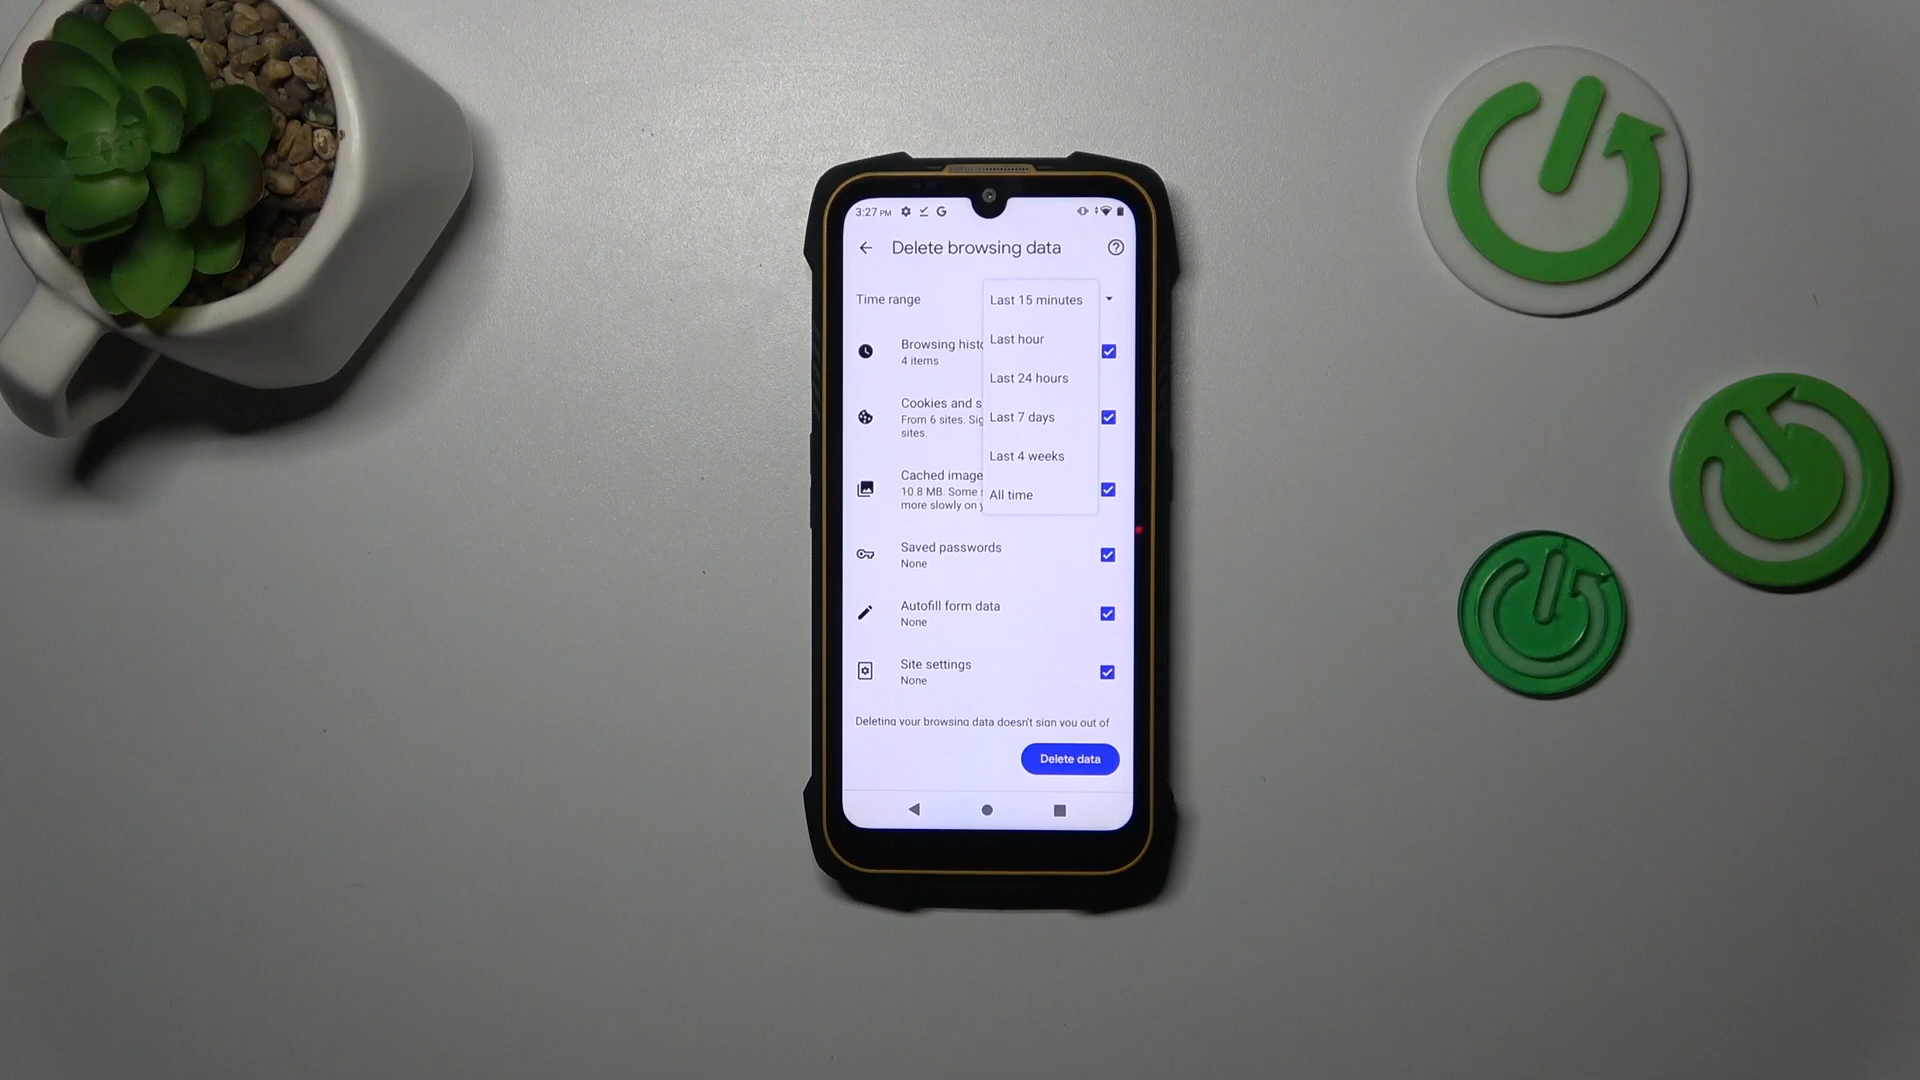 3:27 PM
Delete browsing data
Time range
Last 15 minutes
Last hour
Last 24 hours
Last 7 days
Last 4 weeks
All time
Browsing histo
4 items
Cookies and s
From 6 sites. Sig
sites.
Cached image
10.8 MB. Some
more slowly on y
Saved passwords
None
Autofill form data
None
Site settings
None
Deleting your browsing data doesn't sign you out of
Delete data